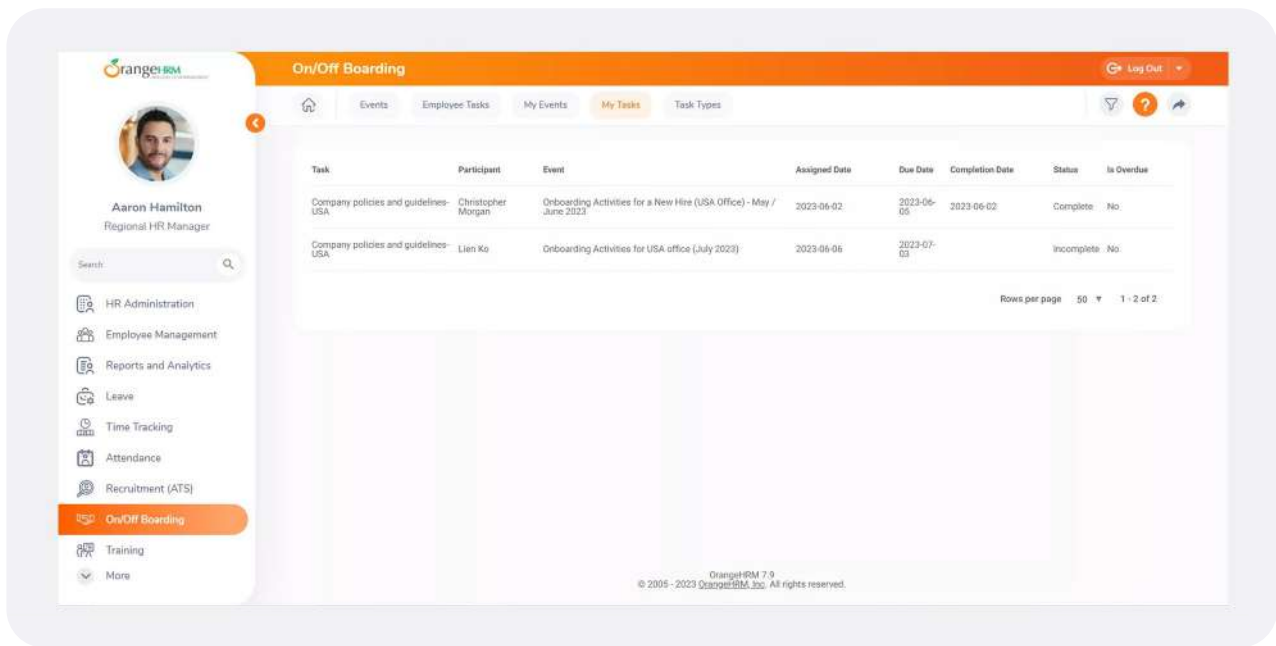 OrangeHRM
On/Off Boarding
Log Out
Events
Employee Tasks
My Events
My Tasks
Task Types
?
Aaron Hamilton
Regional HR Manager
Search
HR Administration
Employee Management
Reports and Analytics
Leave
Time Tracking
Attendance
Recruitment (ATS)
On/Off Boarding
Training
More
Task Participant Event Assigned Date Due Date Completion Date Status Is Overdue
Company policies and guidelines- Christopher Onboarding Activities for a New Hire (USA Office) - May / 2023-06-02 2023-06- 2023-06-02 Complete No
USA Morgan June 2023 05
Company policies and guidelines- Lien Ko Onboarding Activities for USA office (July 2023) 2023-06-06 2023-07- Incomplete No
USA 03
Rows per page 50 1 - 2 of 2
OrangeHRM 7.9
© 2005 - 2023 OrangeHRM, Inc. All rights reserved.